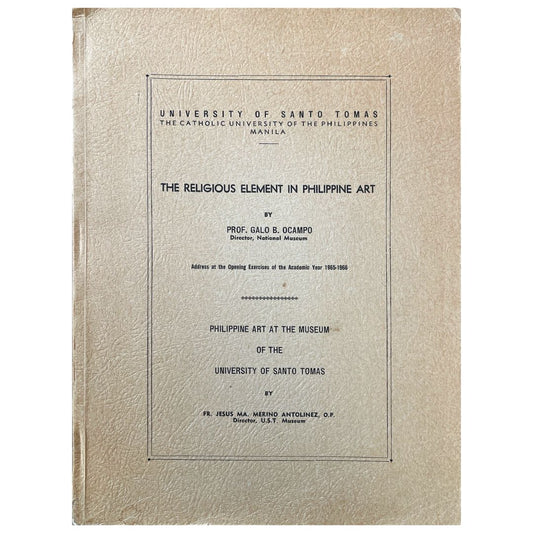 UNIVERSITY OF SANTO TOMAS
THE CATHOLIC UNIVERSITY OF THE PHILIPPINES
MANILA
THE RELIGIOUS ELEMENT IN PHILIPPINE ART
BY
PROF. GALO B. OCAMPO
Director, National Museum
Address at the Opening Exercises of the Academic Year 1965-1966
PHILIPPINE ART AT THE MUSEUM
OF THE
UNIVERSITY OF SANTO TOMAS
BY
FR. JESUS MA. MERINO ANTOLINEZ, O.P.
Director, U.S.T. Museum